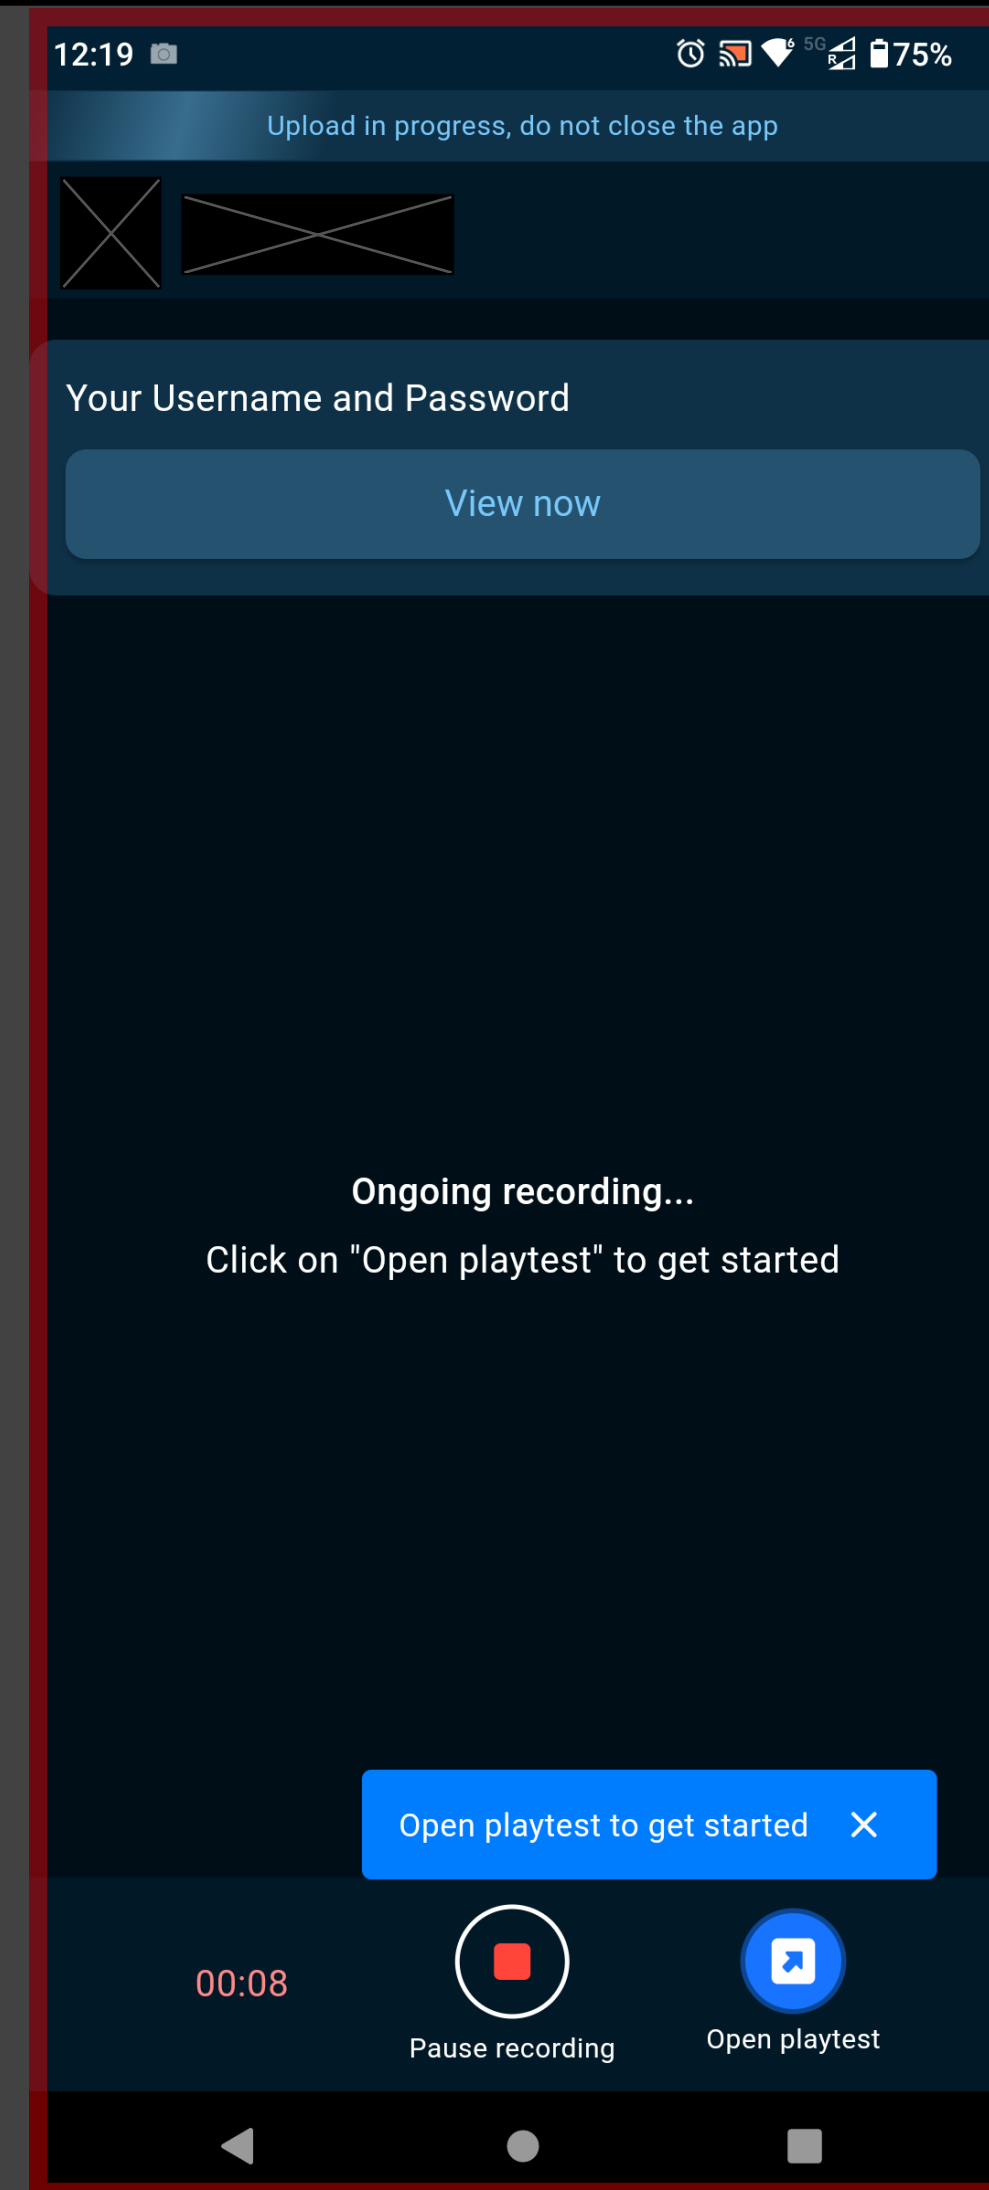 12:19
5G
R
75%
Upload in progress, do not close the app
Your Username and Password
View now
Ongoing recording...
Click on "Open playtest" to get started
Open playtest to get started
00:08
Pause recording
Open playtest